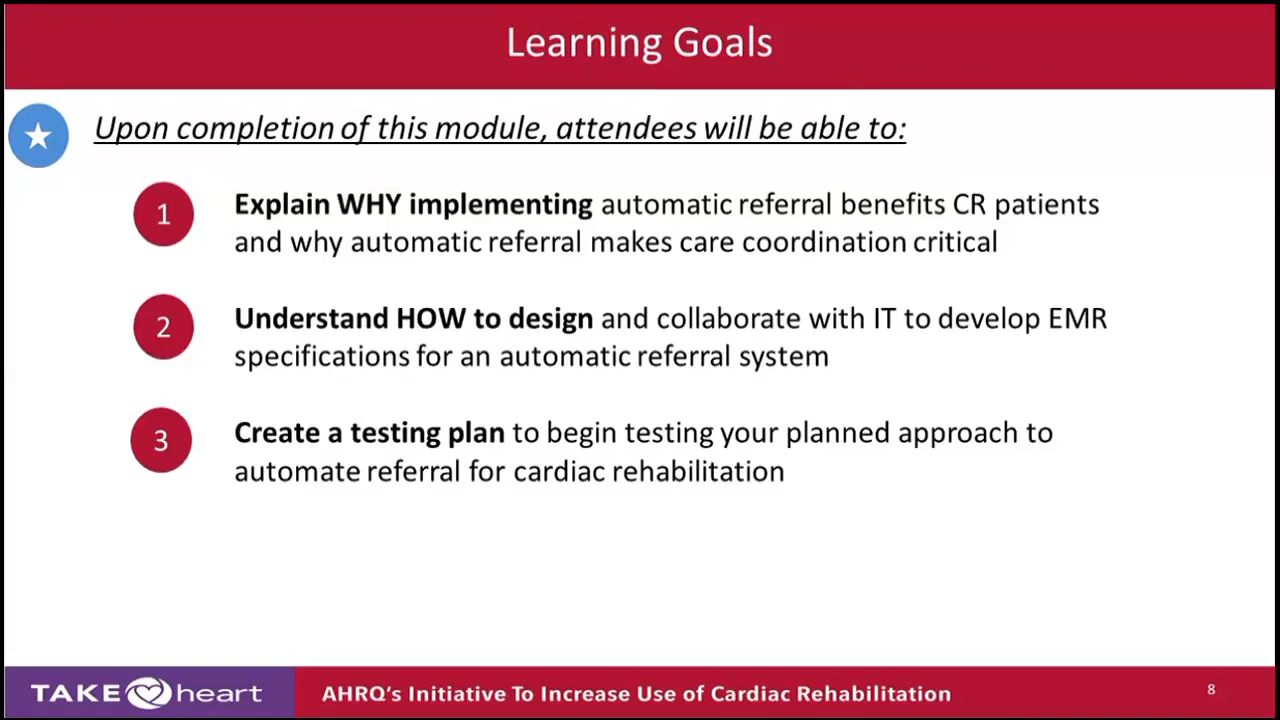 Learning Goals
Upon completion of this module, attendees will be able to:
1
Explain WHY implementing automatic referral benefits CR patients
and why automatic referral makes care coordination critical
2
Understand HOW to design and collaborate with IT to develop EMR
specifications for an automatic referral system
3
Create a testing plan to begin testing your planned approach to
automate referral for cardiac rehabilitation
TAKE heart
AHRQ's Initiative To Increase Use of Cardiac Rehabilitation
8